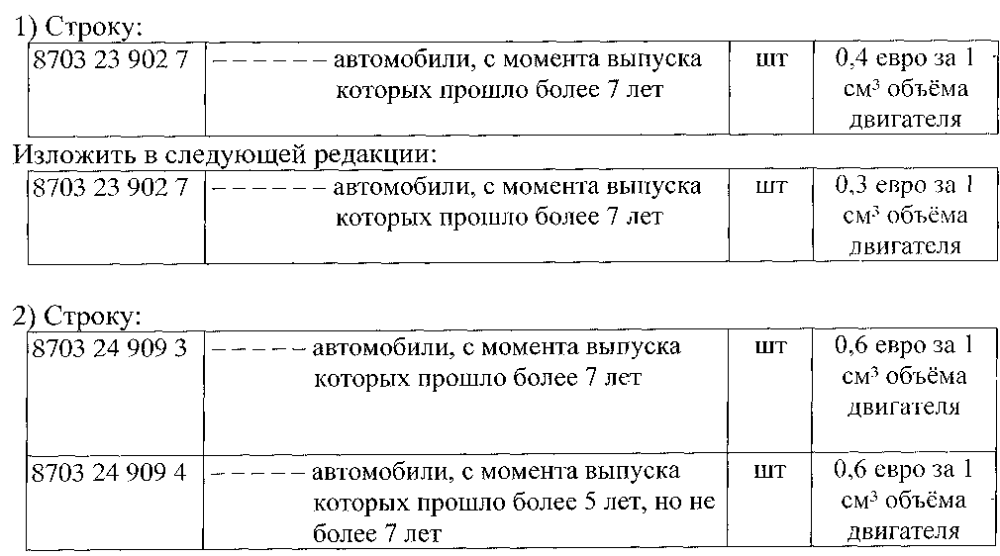 1) Строку:
8703 23 902 7 – – – – – – автомобили, с момента выпуска шт 0,4 евро за 1
которых прошло более 7 лет см³ объёма
двигателя
Изложить в следующей редакции:
8703 23 902 7 – – – – – – автомобили, с момента выпуска шт 0,3 евро за 1
которых прошло более 7 лет см³ объёма
двигателя
2) Строку:
8703 24 909 3 – – – – – автомобили, с момента выпуска шт 0,6 евро за 1
которых прошло более 7 лет см³ объёма
двигателя
8703 24 909 4 – – – – – автомобили, с момента выпуска шт 0,6 евро за 1
которых прошло более 5 лет, но не см³ объёма
более 7 лет двигателя